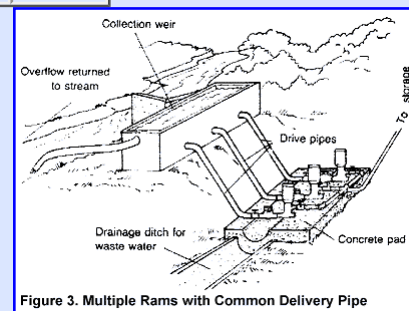 Collection weir
Overflow returned
to stream
To storage
Drive pipes
Drainage ditch for
waste water
Concrete pad
Figure 3. Multiple Rams with Common Delivery Pipe